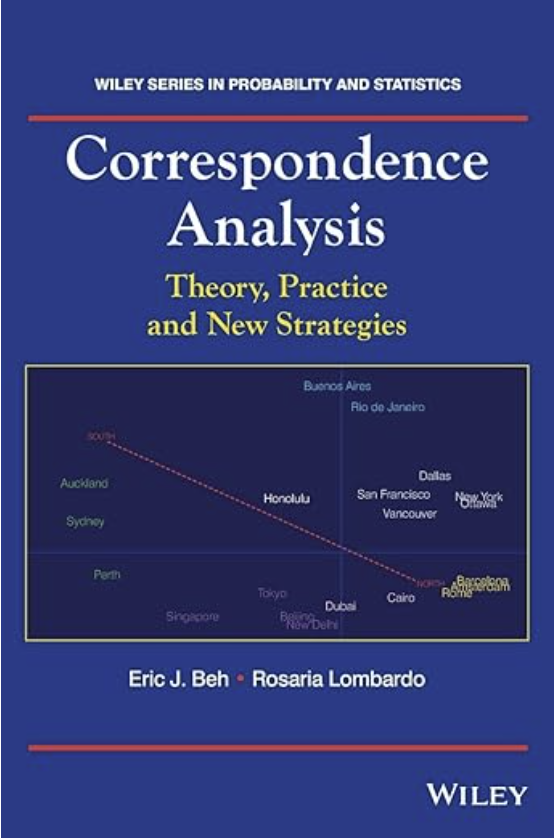 WILEY SERIES IN PROBABILITY AND STATISTICS
Correspondence
Analysis
Theory, Practice
and New Strategies
Buenos Aires
Rio de Janeiro
SOUTH
Dallas
Auckland
San Francisco
New York
Honolulu
Ottawa
Vancouver
Sydney
Perth
NORTH
Barcelona
Amsterdam
Rome
Tokyo
Cairo
Dubai
Singapore
Beijing
New Delhi
Eric J. Beh • Rosaria Lombardo
WILEY